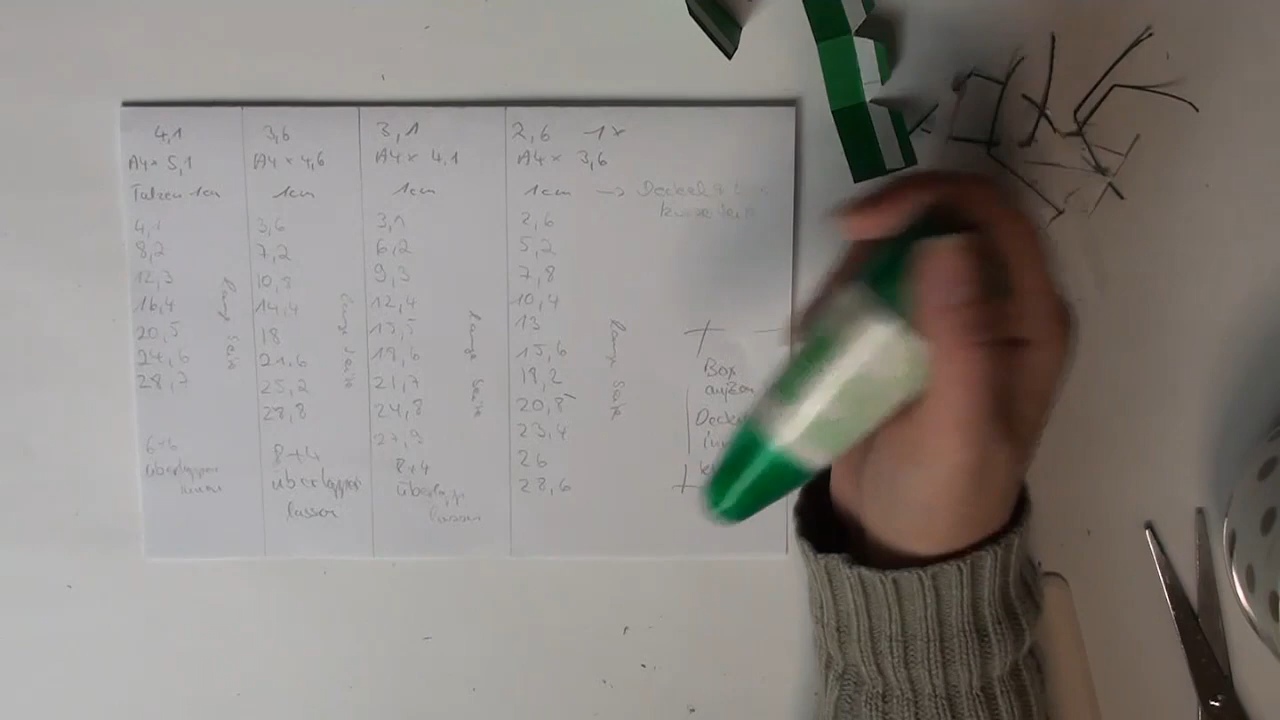 4,1
A4 x 5,1
Falzen 1cm
4,1
8,2
12,3
16,4
20,5
24,6
28,7
lange Seite
6+6
überlappen
lassen
3,6
A4 x 4,6
1cm
3,6
7,2
10,8
14,4
18
21,6
25,2
28,8
lange Seite
8+4
überlappen
lassen
3,1
A4 x 4,1
1cm
3,1
6,2
9,3
12,4
15,5
18,6
21,7
24,8
27,9
lange Seite
8+4
lassen
2,6 1x
A4 x 3,6
1cm → Deckel
kurze Seite
2,6
5,2
7,8
10,4
13
15,6
18,2
20,8
23,4
26
28,6
lange Seite
Box
außen